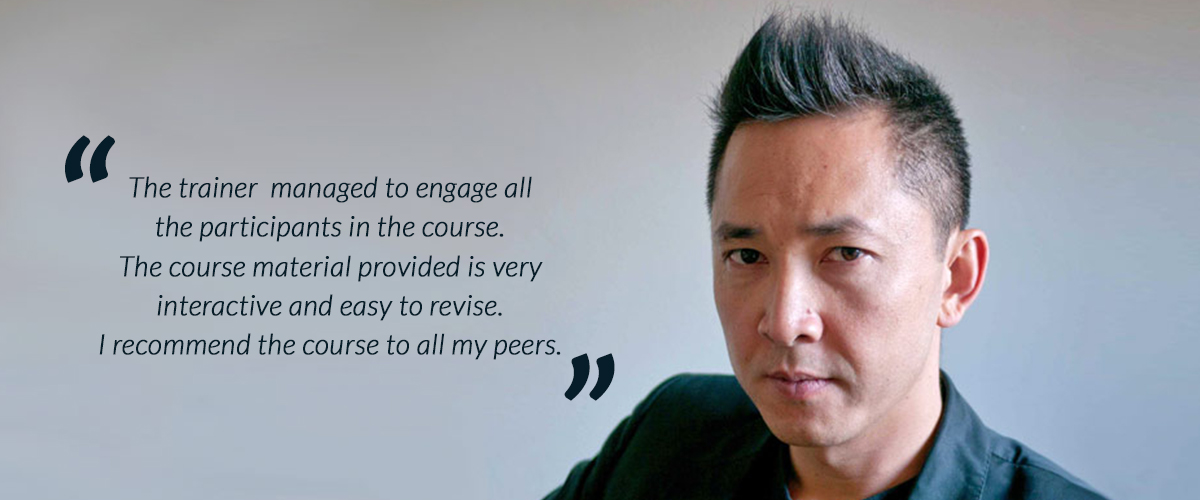 “
The trainer  managed to engage all
the participants in the course.
The course material provided is very
interactive and easy to revise.
I recommend the course to all my peers.
”